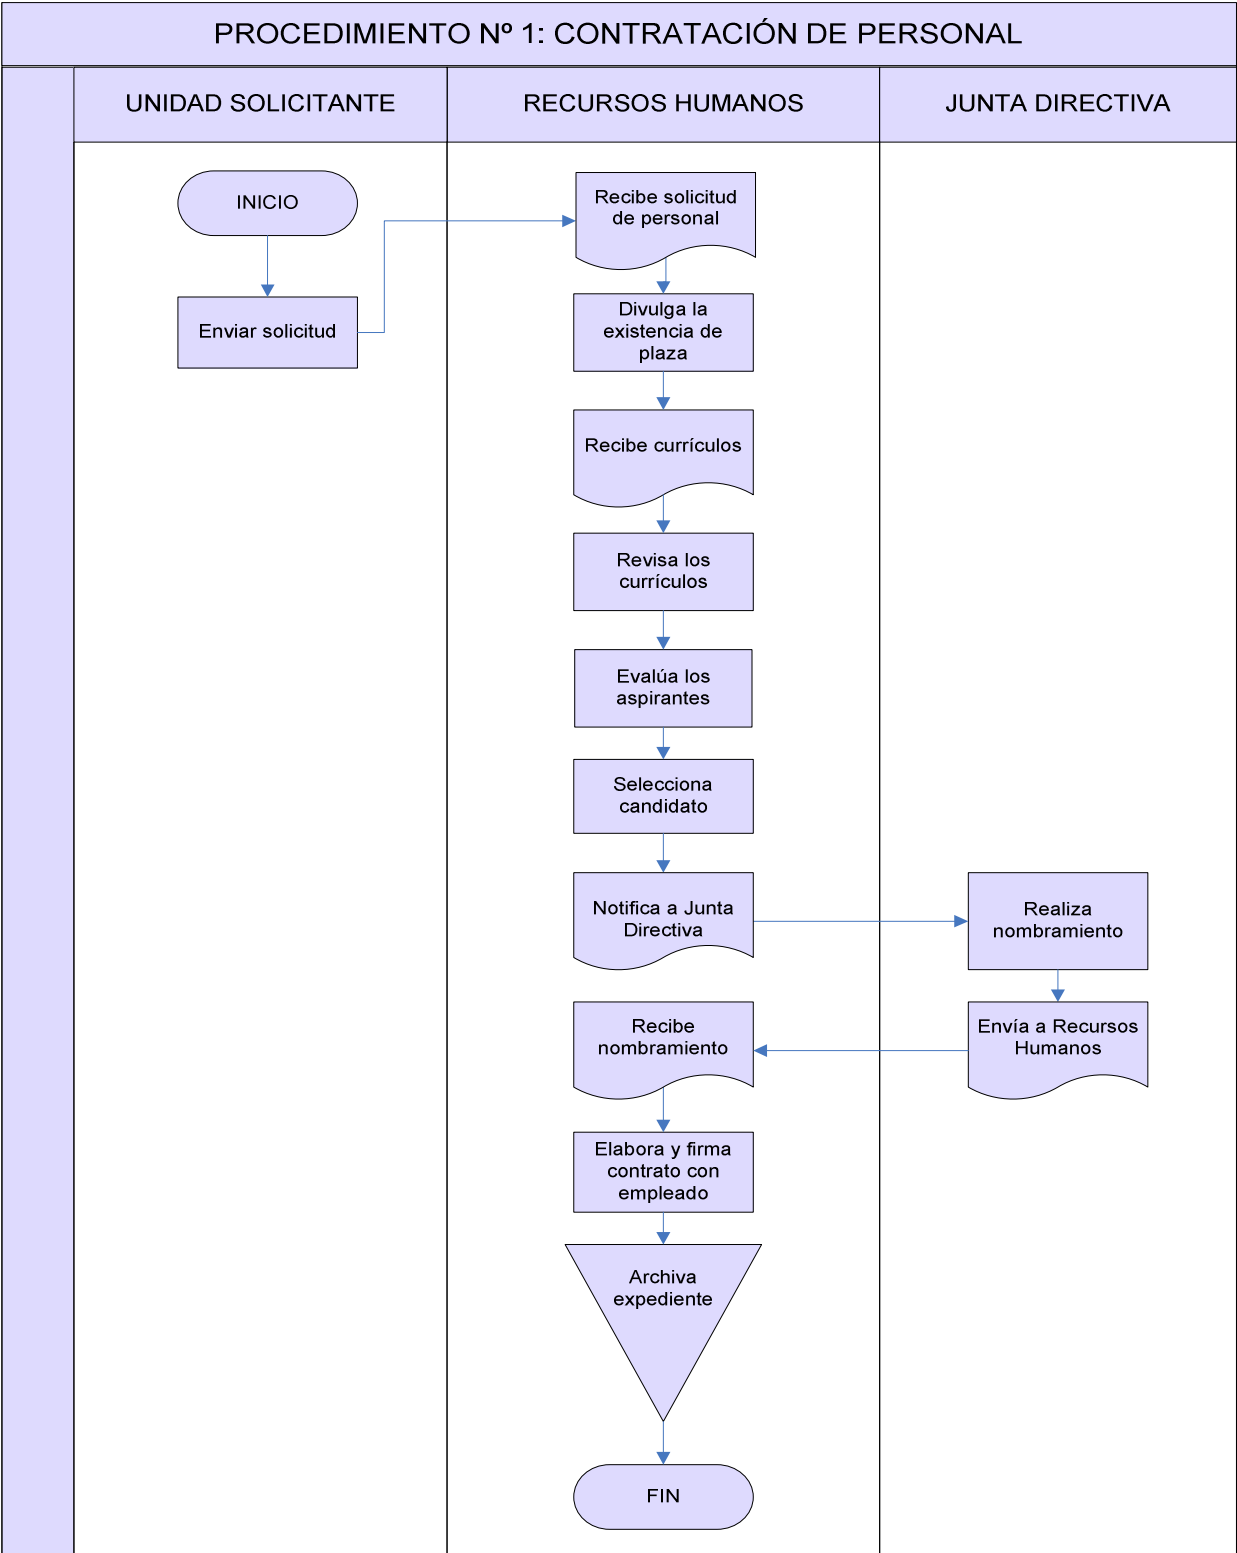 PROCEDIMIENTO Nº 1: CONTRATACIÓN DE PERSONAL
UNIDAD SOLICITANTE
RECURSOS HUMANOS
JUNTA DIRECTIVA
INICIO
Enviar solicitud
Recibe solicitud
de personal
Divulga la
existencia de
plaza
Recibe currículos
Revisa los
currículos
Evalúa los
aspirantes
Selecciona
candidato
Notifica a Junta
Directiva
Realiza
nombramiento
Envía a Recursos
Humanos
Recibe
nombramiento
Elabora y firma
contrato con
empleado
Archiva
expediente
FIN